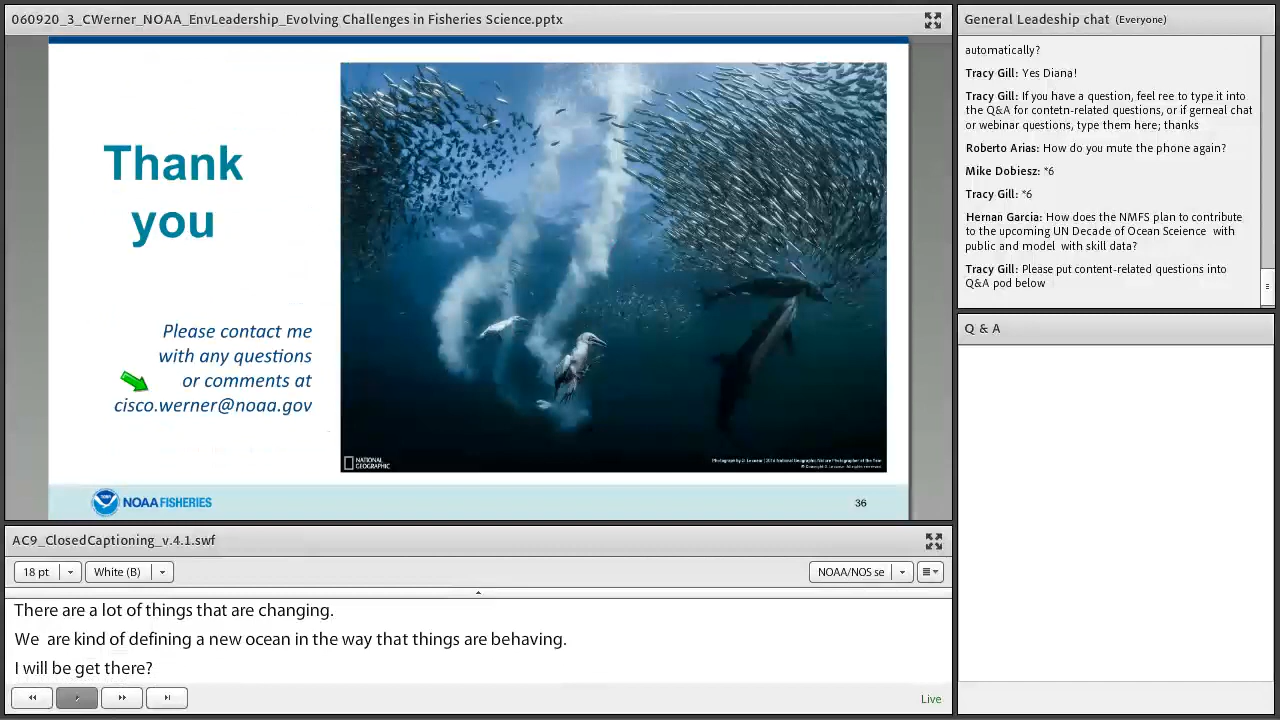 060920_3_CWerner_NOAA_EnvLeadership_Evolving Challenges in Fisheries Science.pptx
Thank
you
Please contact me
with any questions
or comments at
cisco.werner@noaa.gov
NATIONAL
GEOGRAPHIC
NOAA FISHERIES
36
General Leadeship chat (Everyone)
automatically?
Tracy Gill: Yes Diana!
Tracy Gill: If you have a question, feel ree to type it into
the Q&A for contetn-related questions, or if gerneal chat
or webinar questions, type them here; thanks
Roberto Arias: How do you mute the phone again?
Mike Dobiesz: *6
Tracy Gill: *6
Hernan Garcia: How does the NMFS plan to contribute
to the upcoming UN Decade of Ocean Sceience with
public and model with skill data?
Tracy Gill: Please put content-related questions into
Q&A pod below
Q & A
AC9_ClosedCaptioning_v.4.1.swf
18 pt
White (B)
NOAA/NOS se
There are a lot of things that are changing.
We are kind of defining a new ocean in the way that things are behaving.
I will be get there?
Live